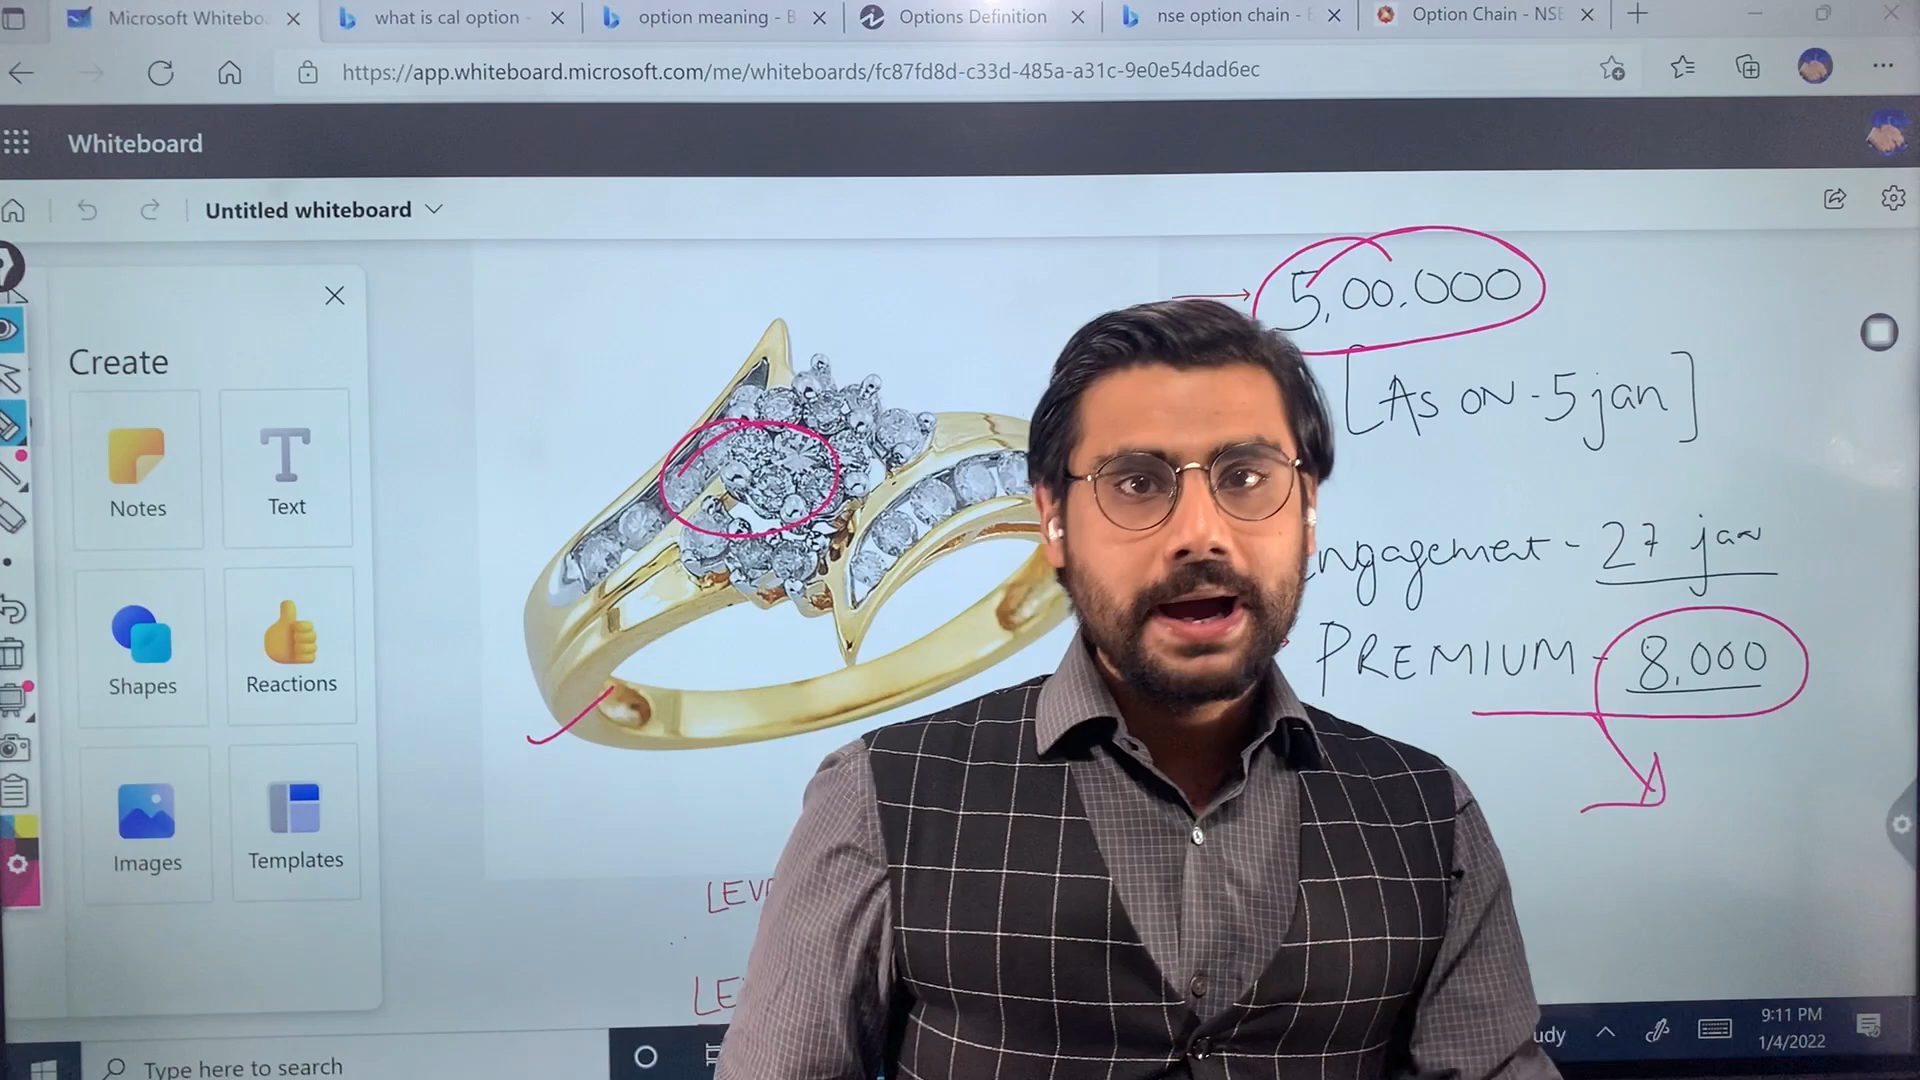 Microsoft Whitebo
what is cal option -
option meaning - B
Options Definition
nse option chain -
Option Chain - NSE
https://app.whiteboard.microsoft.com/me/whiteboards/fc87fd8d-c33d-485a-a31c-9e0e54dad6ec
Whiteboard
Untitled whiteboard
Create
Notes
Text
Shapes
Reactions
Images
Templates
5,00,000
[As ON - 5 jan]
ngagement - 27 jan
PREMIUM - 8,000
LEV
LE
Type here to search
udy
9:11 PM
1/4/2022